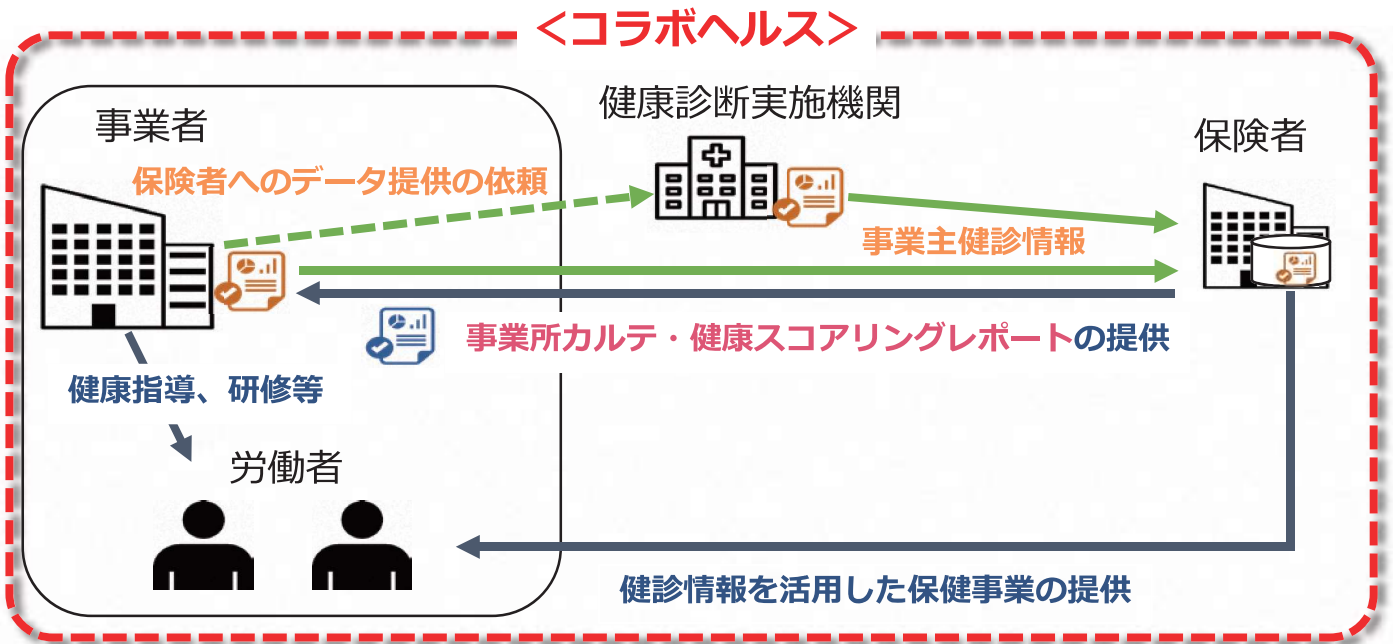 ＜コラボヘルス＞
事業者
健康診断実施機関
保険者
保険者へのデータ提供の依頼
事業主健診情報
事業所カルテ・健康スコアリングレポートの提供
健康指導、研修等
労働者
健診情報を活用した保健事業の提供